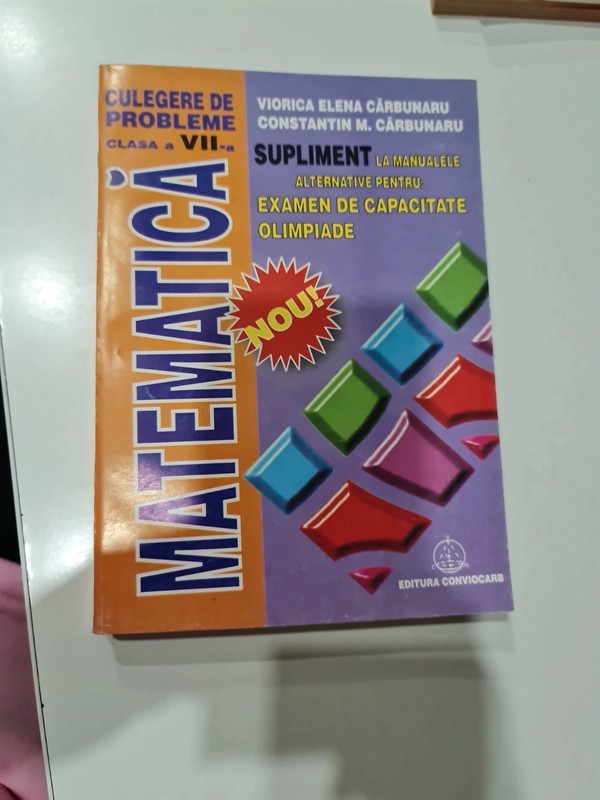 CULEGERE DE
PROBLEME
CLASA a VII-a
MATEMATICĂ
VIORICA ELENA CĂRBUNARU
CONSTANTIN M. CĂRBUNARU
SUPLIMENT LA MANUALELE
ALTERNATIVE PENTRU:
EXAMEN DE CAPACITATE
OLIMPIADE
NOU!
EDITURA CONVIOCARB